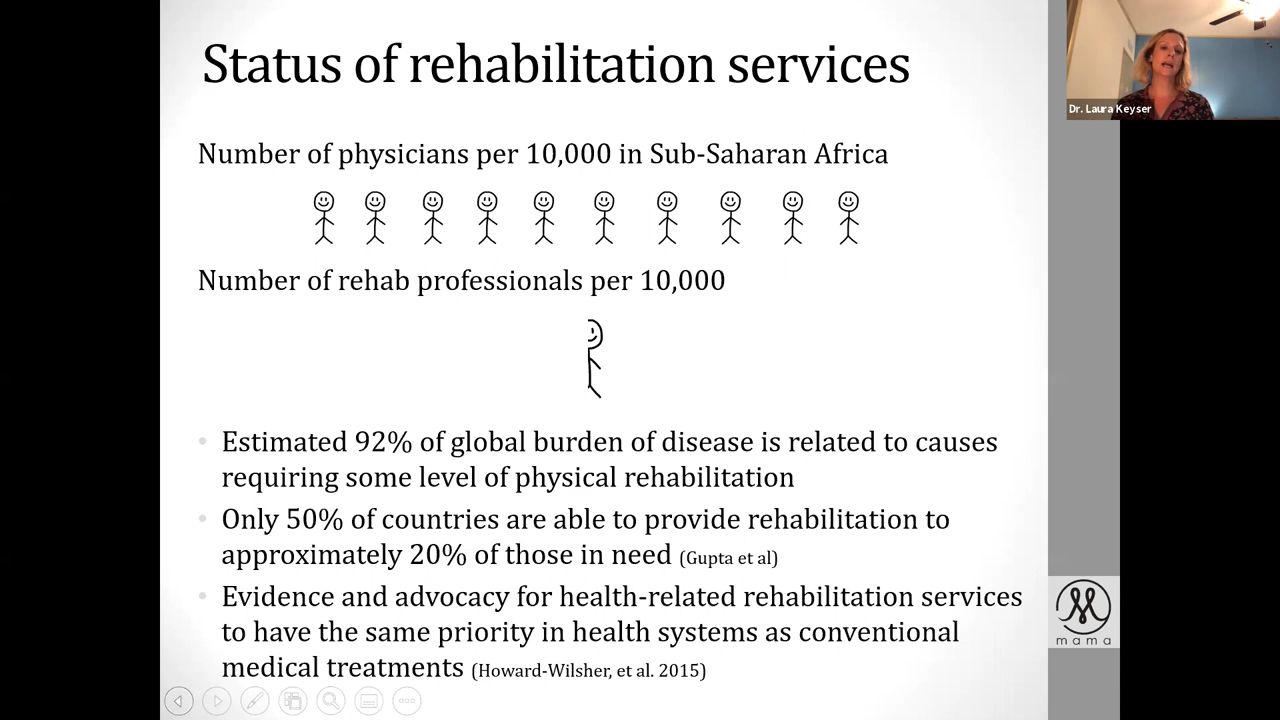 Status of rehabilitation services
Dr. Laura Keyser
Number of physicians per 10,000 in Sub-Saharan Africa
Number of rehab professionals per 10,000
• Estimated 92% of global burden of disease is related to causes
requiring some level of physical rehabilitation
• Only 50% of countries are able to provide rehabilitation to
approximately 20% of those in need (Gupta et al)
• Evidence and advocacy for health-related rehabilitation services
to have the same priority in health systems as conventional
medical treatments (Howard-Wilsher, et al. 2015)
mama